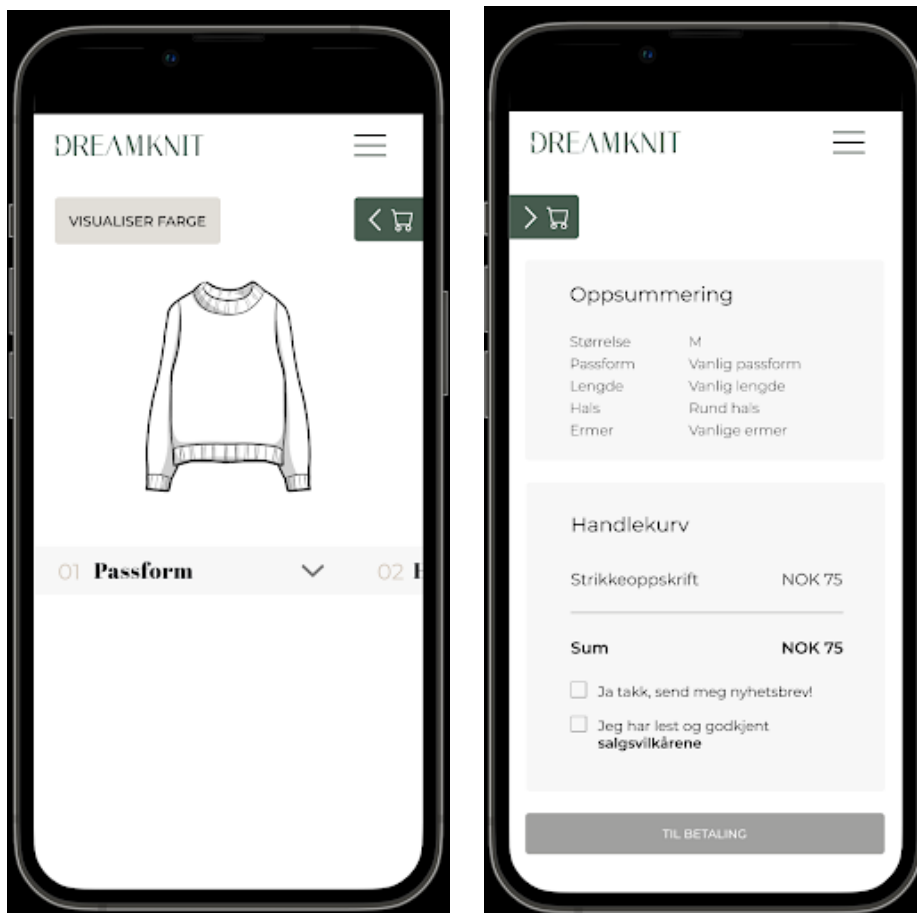 DREAMKNIT
VISUALISER FARGE
01 Passform
02
DREAMKNIT
Oppsummering
Størrelse M
Passform Vanlig passform
Lengde Vanlig lengde
Hals Rund hals
Ermer Vanlige ermer
Handlekurv
Strikkeoppskrift NOK 75
Sum NOK 75
Ja takk, send meg nyhetsbrev!
Jeg har lest og godkjent
salgsvilkårene
TIL BETALING